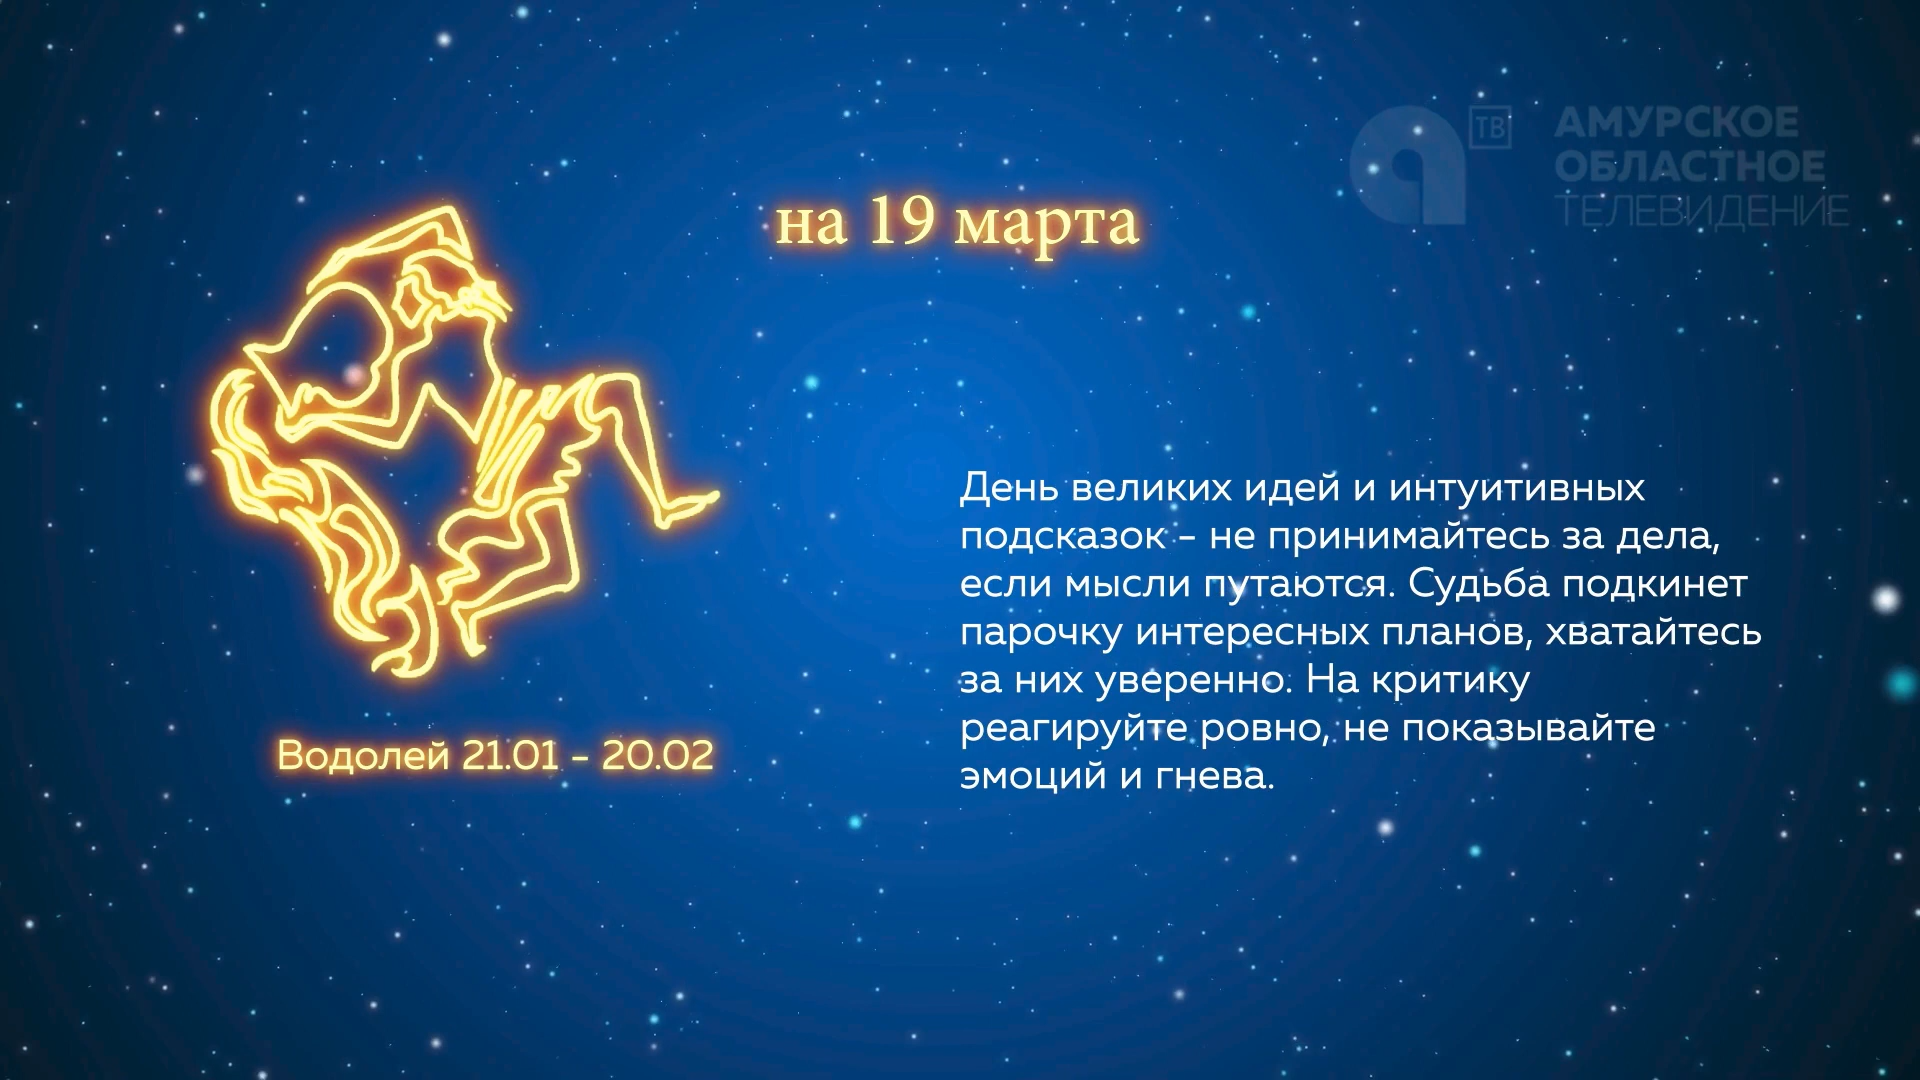 ТВ
АМУРСКОЕ
ОБЛАСТНОЕ
ТЕЛЕВИДЕНИЕ
на 19 марта
День великих идей и интуитивных
подсказок - не принимайтесь за дела,
если мысли путаются. Судьба подкинет
парочку интересных планов, хватайтесь
за них уверенно. На критику
реагируйте ровно, не показывайте
эмоций и гнева.
Водолей 21.01 - 20.02